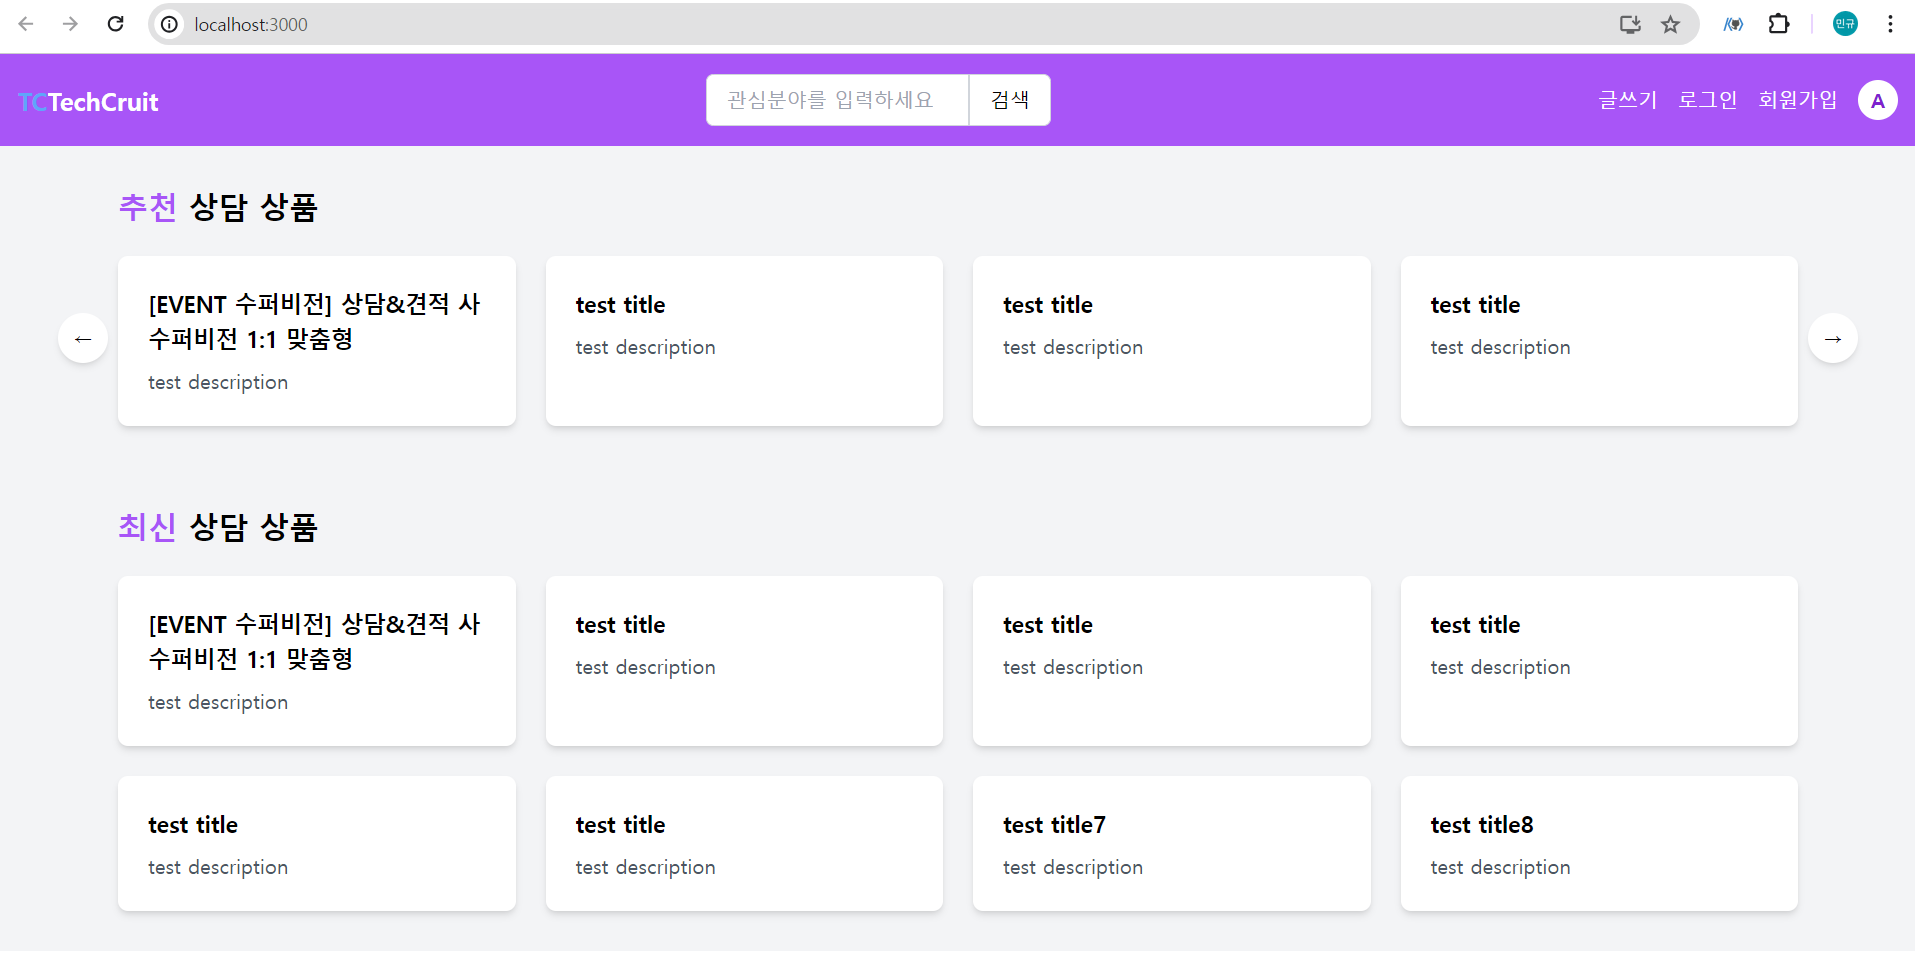 localhost:3000
민규
TCTechCruit
관심분야를 입력하세요
검색
글쓰기
로그인
회원가입
A
추천 상담 상품
←
[EVENT 수퍼비전] 상담&견적 사
수퍼비전 1:1 맞춤형
test description
test title
test description
test title
test description
test title
test description
→
최신 상담 상품
[EVENT 수퍼비전] 상담&견적 사
수퍼비전 1:1 맞춤형
test description
test title
test description
test title
test description
test title
test description
test title
test description
test title
test description
test title7
test description
test title8
test description